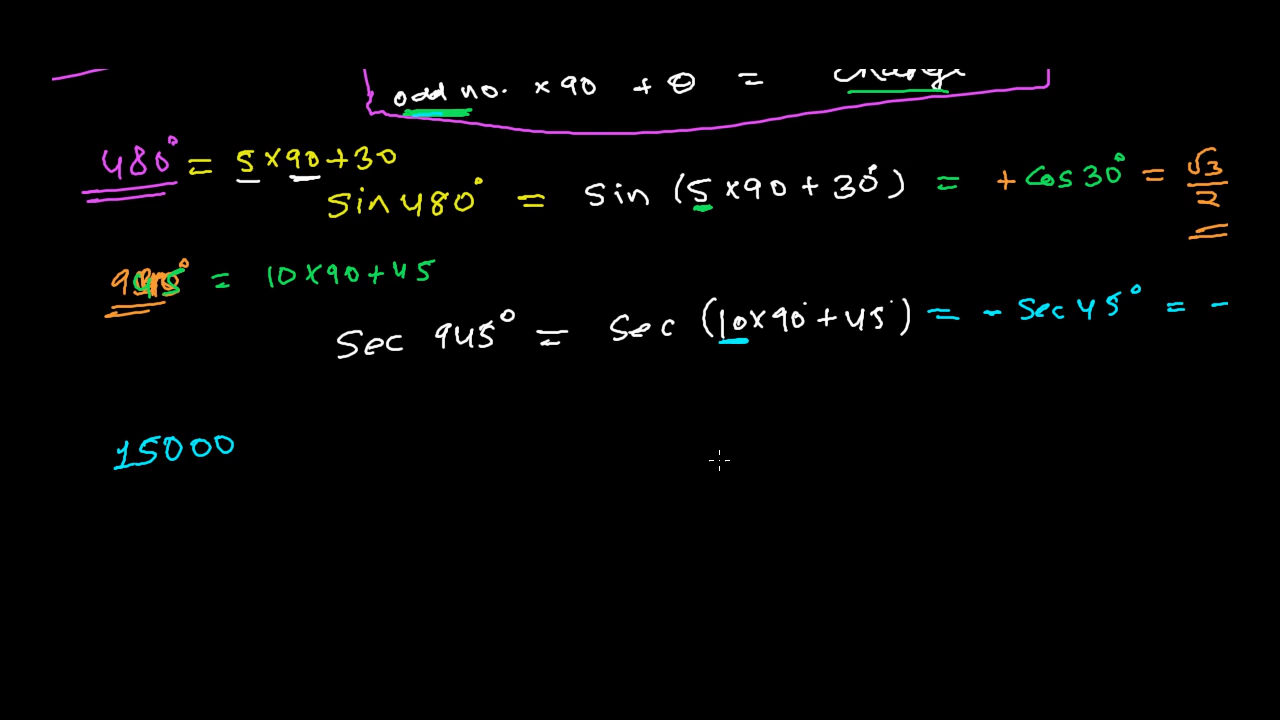 odd no. × 90 + θ = change
480° = 5 × 90 + 30
sin 480° = sin (5 × 90 + 30°) = + cos 30° = √3/2
= 10 × 90 + 45
sec 945° = sec (10 × 90 + 45°) = - sec 45° = -
15000